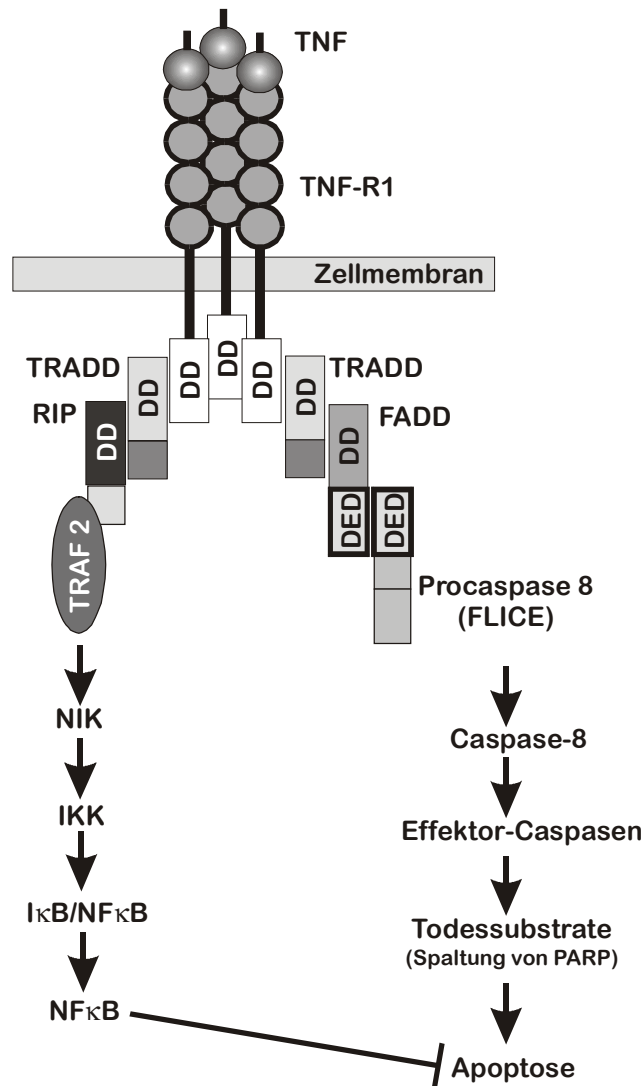 TNF
TNF-R1
Zellmembran
DD
DD
DD
TRADD
DD
DD
TRADD
RIP
DD
DD
FADD
DED
DED
TRAF 2
Procaspase 8
(FLICE)
NIK
Caspase-8
IKK
Effektor-Caspasen
IκB/NFκB
Todessubstrate
(Spaltung von PARP)
NFκB
Apoptose